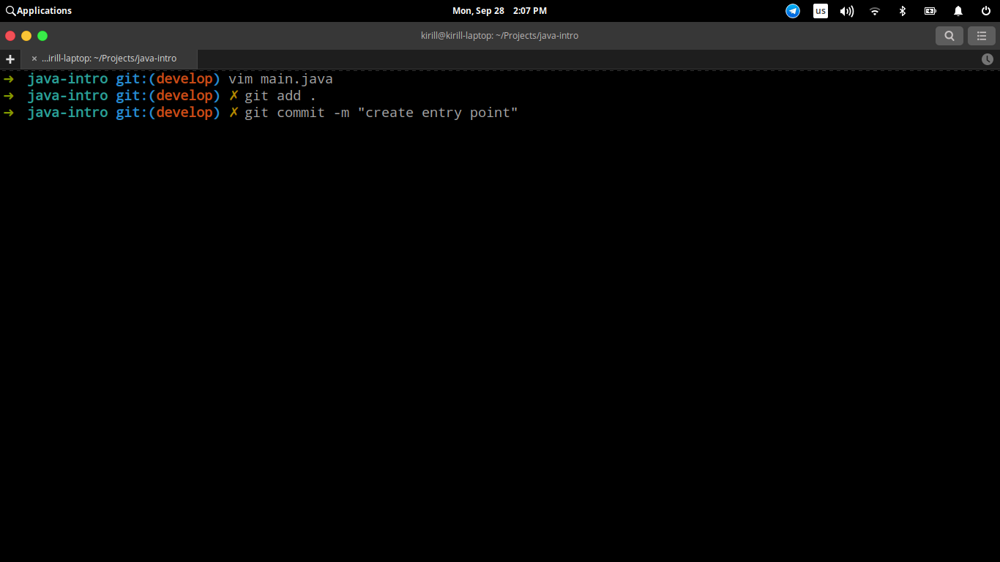 Applications
Mon, Sep 28 2:07 PM
us
kirill@kirill-laptop: ~/Projects/java-intro
+ × ...irill-laptop: ~/Projects/java-intro
➜ java-intro git:(develop) vim main.java
➜ java-intro git:(develop) ✗ git add .
➜ java-intro git:(develop) ✗ git commit -m "create entry point"